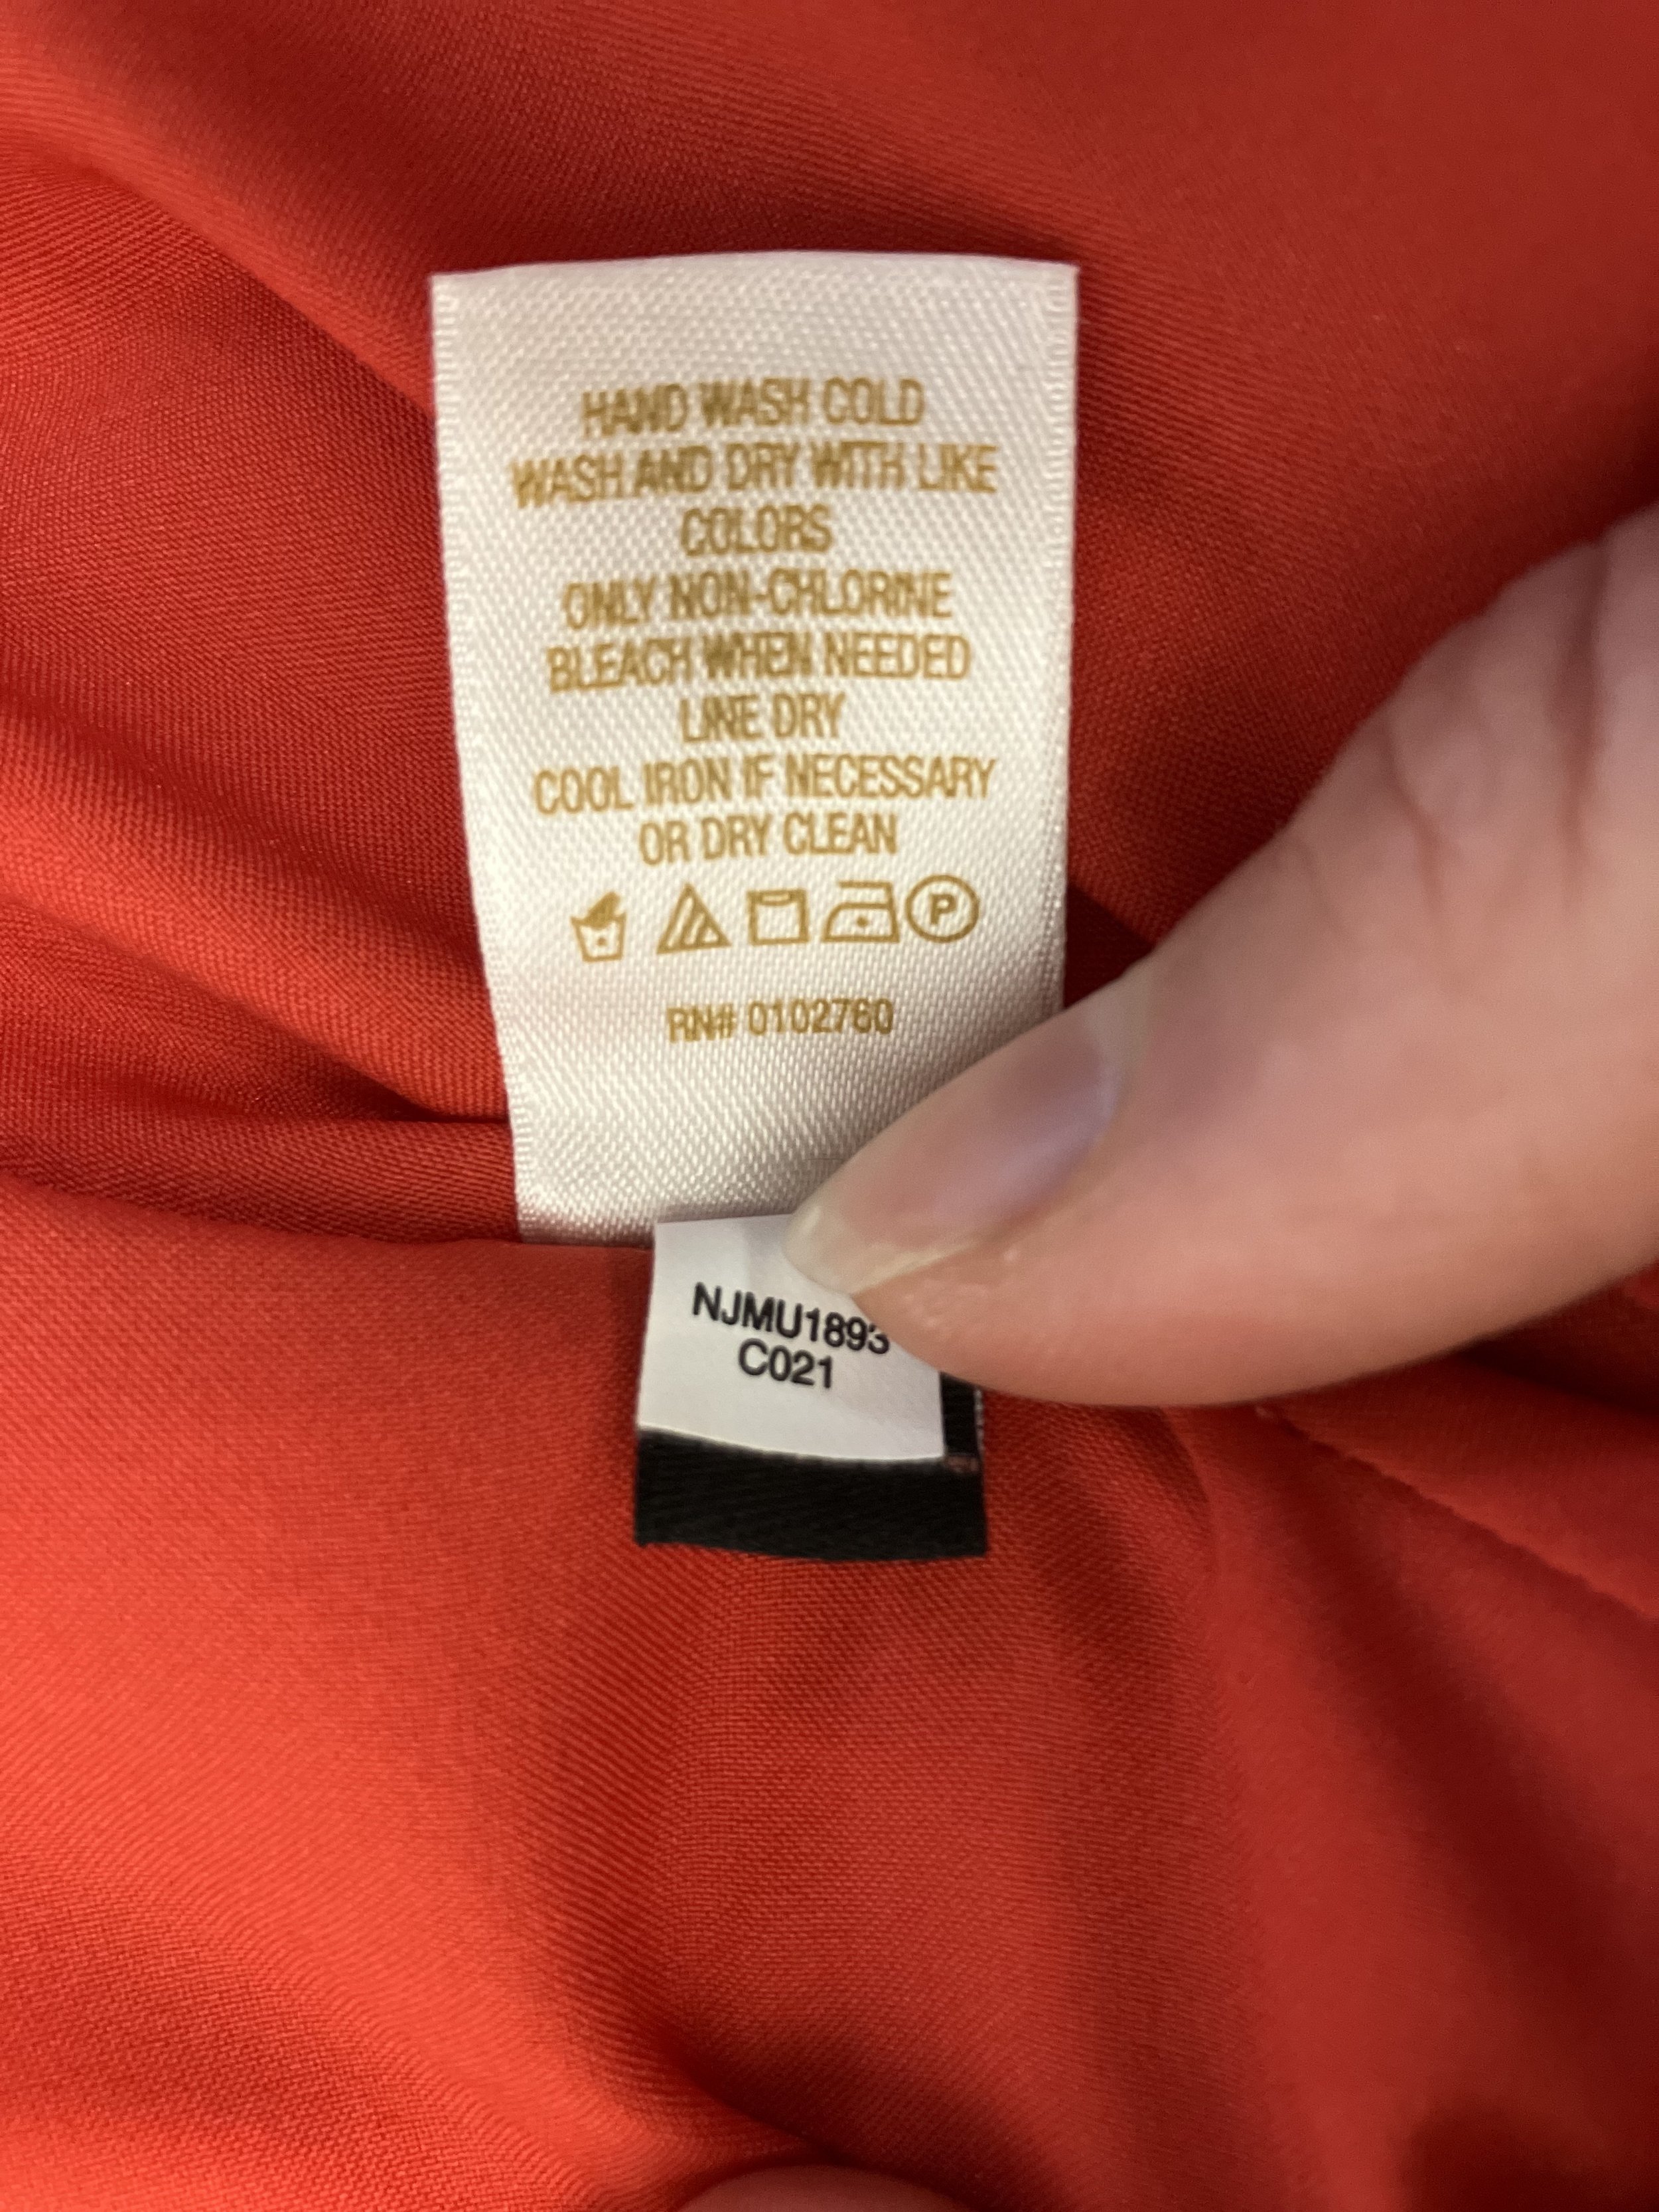 HAND WASH COLD
WASH AND DRY WITH LIKE
COLORS
ONLY NON-CHLORINE
BLEACH WHEN NEEDED
LINE DRY
COOL IRON IF NECESSARY
OR DRY CLEAN
P
RN# 0102760
NJMU1893
C021